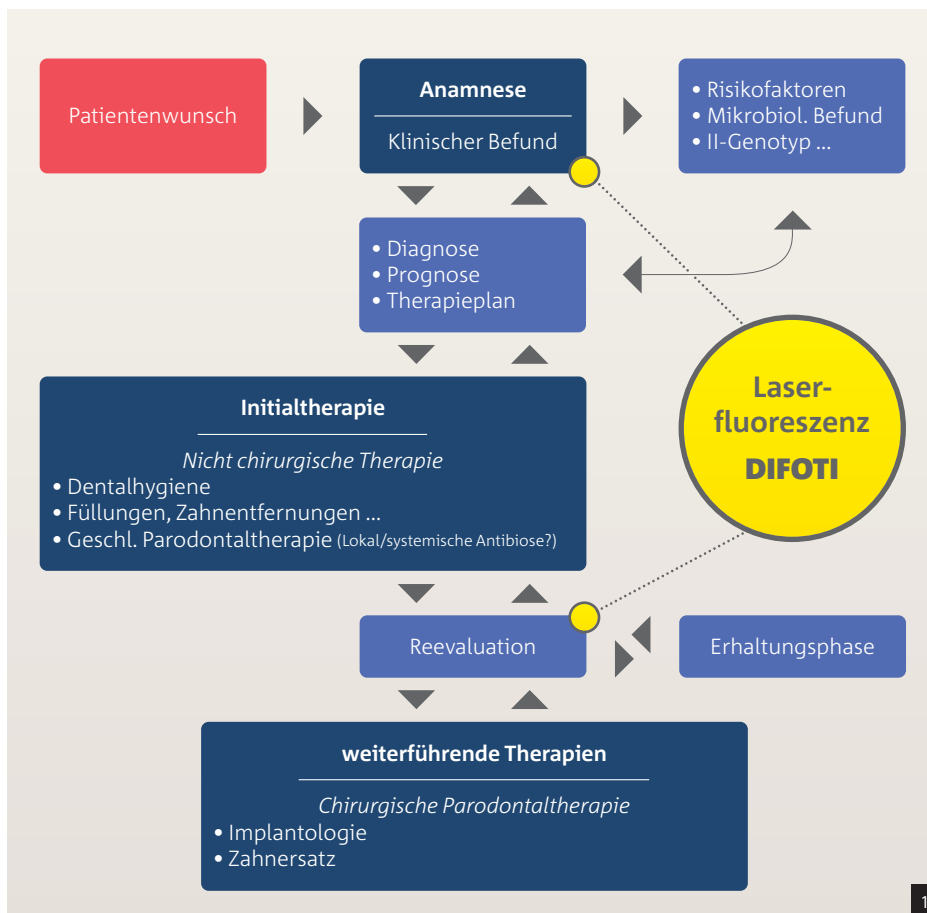 Patientenwunsch
Anamnese
Klinischer Befund
• Risikofaktoren
• Mikrobiol. Befund
• II-Genotyp ...
• Diagnose
• Prognose
• Therapieplan
Laser-
fluoreszenz
DIFOTI
Initialtherapie
Nicht chirurgische Therapie
• Dentalhygiene
• Füllungen, Zahnentfernungen ...
• Geschl. Parodontaltherapie (Lokal/systemische Antibiose?)
Reevaluation
Erhaltungsphase
weiterführende Therapien
Chirurgische Parodontaltherapie
• Implantologie
• Zahnersatz
1